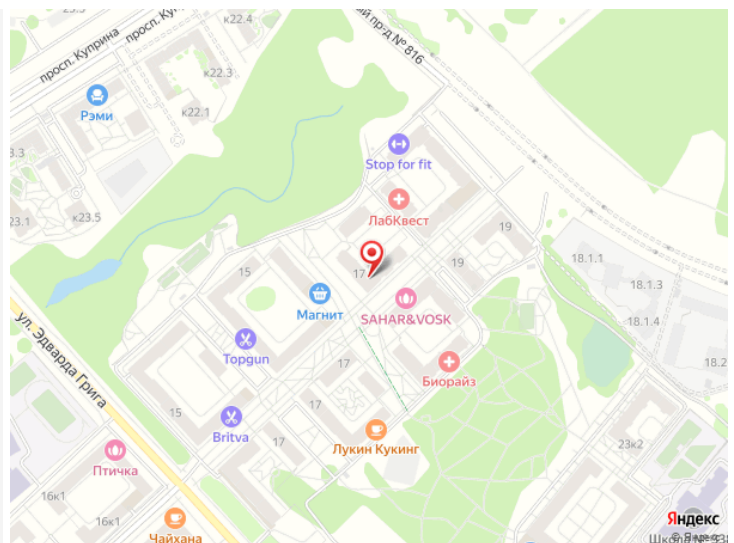 к22.4
просп. Куприна
просп. Куприна
к22.3
ый пр-д № 816
Рэми
к22.1
3.3
к23.5
23.1
Stop for fit
ЛабКвест
19
15
17
19
18.1.1
18.1.3
Магнит
SAHAR&VOSK
18.1.4
ул. Эдварда Грига
Topgun
17
18.2
Биорайз
15
17
Britva
17
Лукин Кукинг
23к2
Птичка
16к1
16к1
Чайхана
Яндекс
© Яндекс